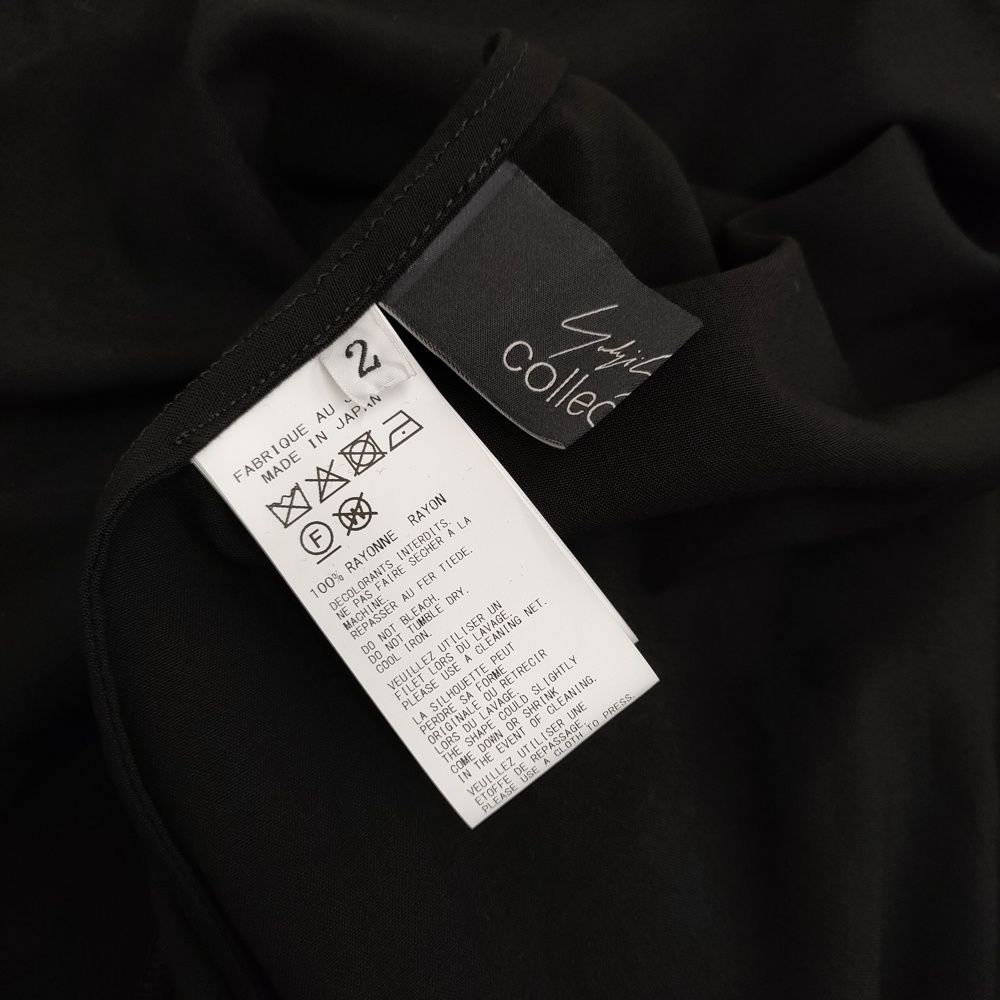 collec
2
FABRIQUE AU J
MADE IN JAPAN
F
W
100% RAYONNE RAYON
DECOLORANTS INTERDITS.
NE PAS FAIRE SECHER A LA
MACHINE.
REPASSER AU FER TIEDE.
DO NOT BLEACH.
DO NOT TUMBLE DRY.
COOL IRON.
VEUILLEZ UTILISER UN
FILET LORS DU LAVAGE.
PLEASE USE A CLEANING NET.
LA SILHOUETTE PEUT
PERDRE SA FORME
ORIGINALE OU RETRECIR
LORS DU LAVAGE.
THE SHAPE COULD SLIGHTLY
COME DOWN OR SHRINK
IN THE EVENT OF CLEANING.
VEUILLEZ UTILISER UNE
ETOFFE DE REPASSAGE
PLEASE USE A CLOTH TO PRESS.